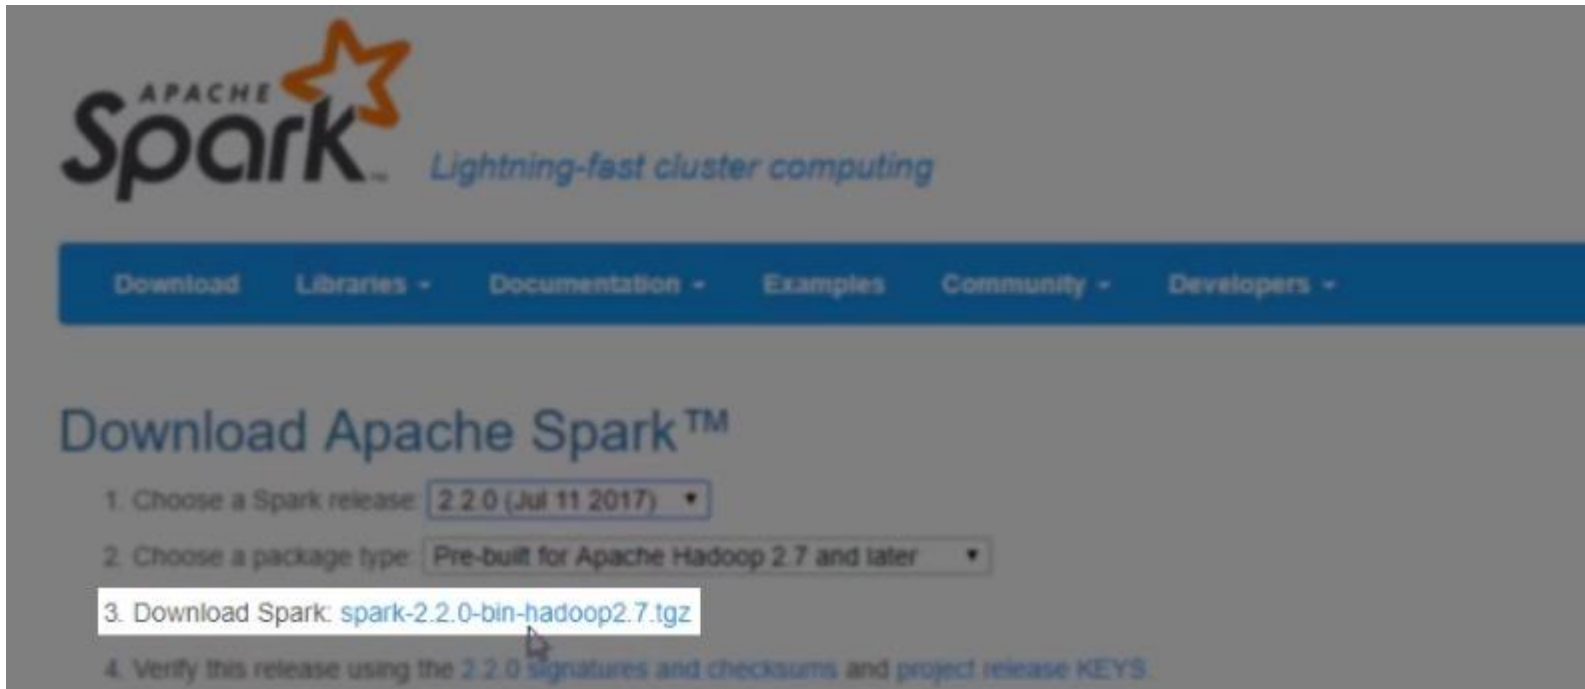 APACHE
Spark™ Lightning-fast cluster computing
Download Libraries Documentation Examples Community Developers
Download Apache Spark™
1. Choose a Spark release: 2.2.0 (Jul 11 2017)
2. Choose a package type: Pre-built for Apache Hadoop 2.7 and later
3. Download Spark: spark-2.2.0-bin-hadoop2.7.tgz
4. Verify this release using the 2.2.0 signatures and checksums and project release KEYS.